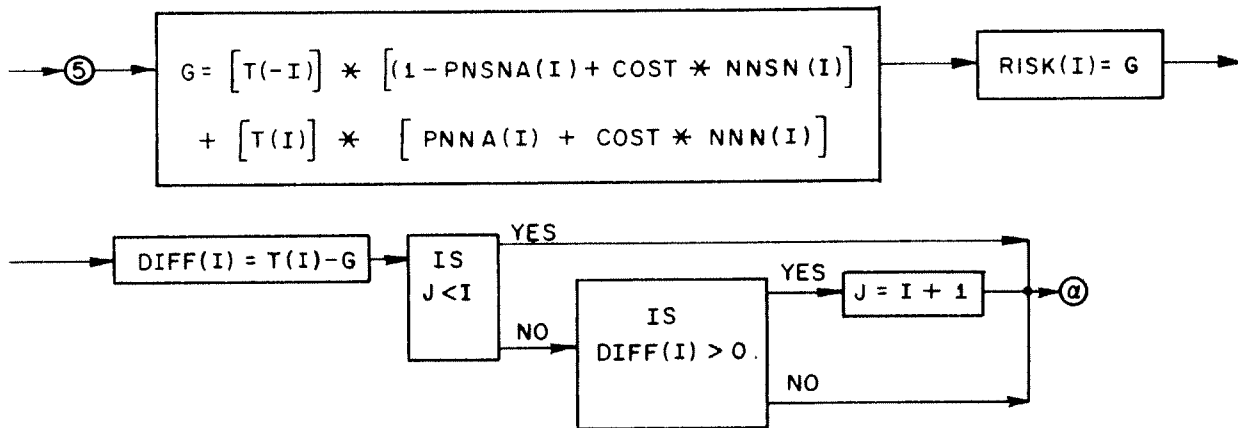 5
G = [T(-I)] * [(1-PNSNA(I) + COST * NNSN(I)]
+ [T(I)] * [PNNA(I) + COST * NNN(I)]
RISK(I) = G
DIFF(I) = T(I)-G
IS
J<I
YES
NO
IS
DIFF(I) > 0.
YES
J = I + 1
NO
α